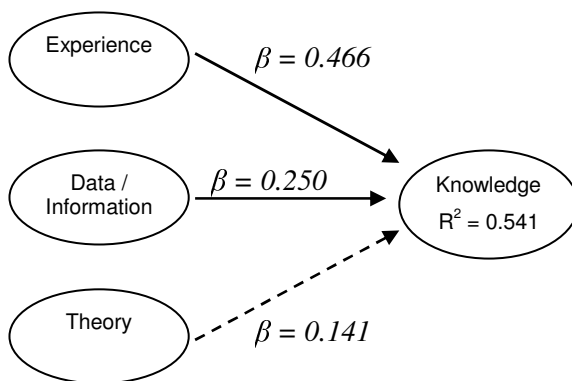 Experience
β = 0.466
Data /
Information
β = 0.250
Knowledge
R² = 0.541
Theory
β = 0.141